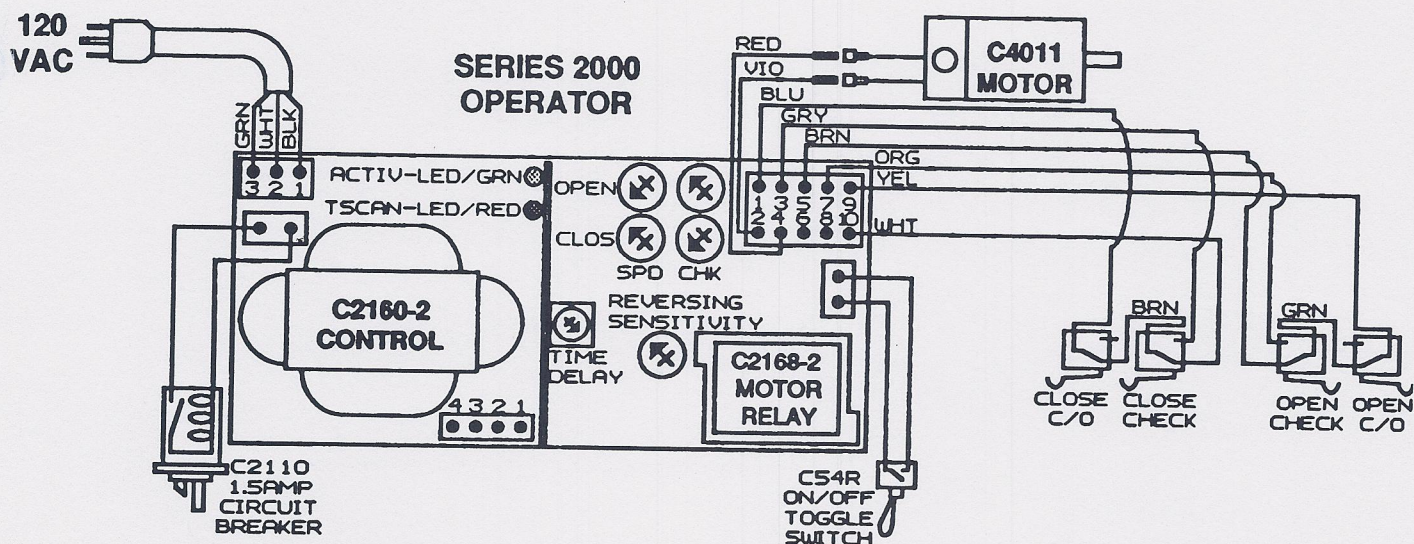 120
VAC
SERIES 2000
OPERATOR
RED
VIO
BLU
GRY
BRN
ORG
YEL
WHI
C4011
MOTOR
GRN
WHT
BLK
3 2 1
ACTIV-LED/GRN
TSCAN-LED/RED
OPEN
CLOS
SPD CHK
1 3 5 7 9
2 4 6 8 10
C2160-2
CONTROL
REVERSING
SENSITIVITY
TIME
DELAY
C2168-2
MOTOR
RELAY
4 3 2 1
C2110
1.5AMP
CIRCUIT
BREAKER
C54R
ON/OFF
TOGGLE
SWITCH
BRN
GRN
CLOSE
C/O
CLOSE
CHECK
OPEN
CHECK
OPEN
C/O